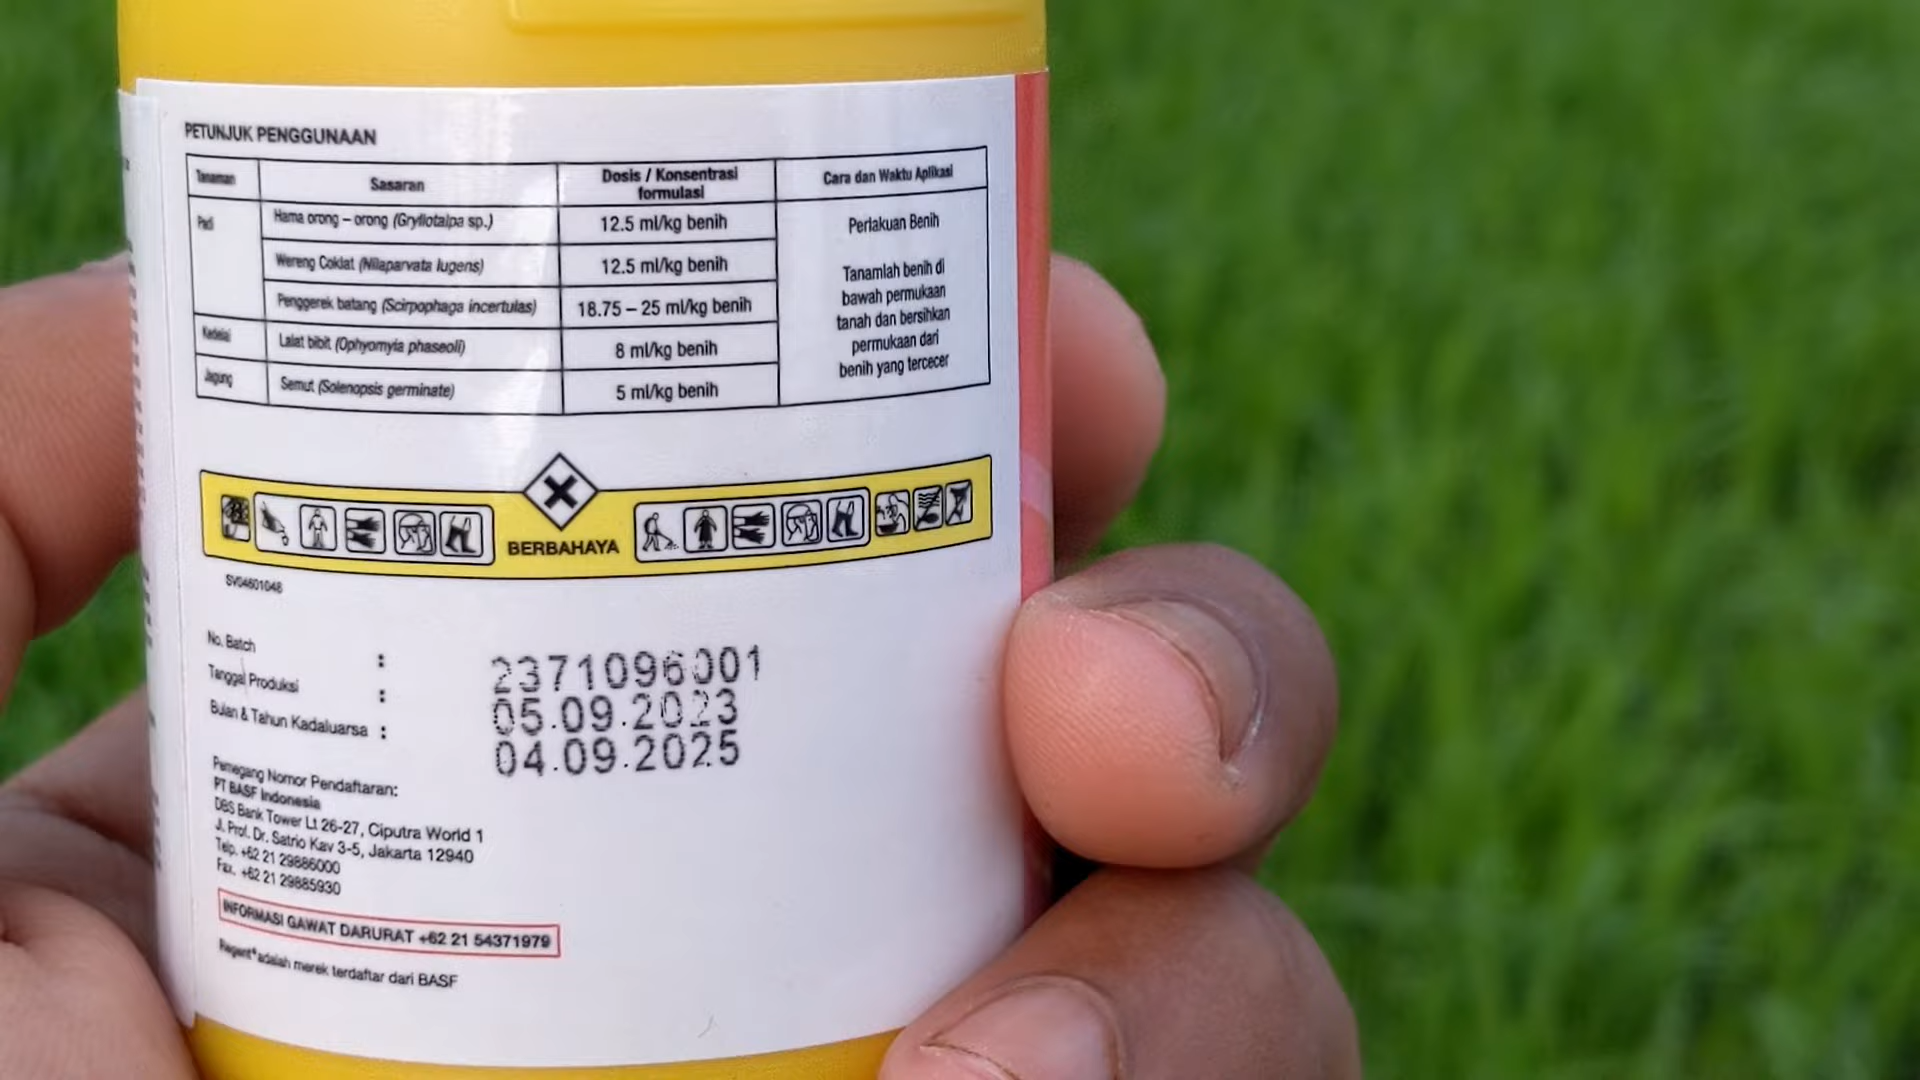 PETUNJUK PENGGUNAAN
Tanaman Sasaran Dosis / Konsentrasi formulasi Cara dan Waktu Aplikasi
Padi Hama orong – orong (Gryllotalpa sp.) 12.5 ml/kg benih
Wereng Coklat (Nilaparvata lugens) 12.5 ml/kg benih
Penggerek batang (Scirpophaga incertulas) 18.75 – 25 ml/kg benih
Kedelai Lalat bibit (Ophyomyia phaseoli) 8 ml/kg benih
Jagung Semut (Solenopsis germinate) 5 ml/kg benih
Perlakuan Benih
Tanamlah benih di
bawah permukaan
tanah dan bersihkan
permukaan dari
benih yang tercecer
BERBAHAYA
SV04601048
No. Batch : 2371096001
Tanggal Produksi : 05.09.2023
Bulan & Tahun Kadaluarsa : 04.09.2025
Pemegang Nomor Pendaftaran:
PT BASF Indonesia
DBS Bank Tower Lt 26-27, Ciputra World 1
Jl. Prof. Dr. Satrio Kav 3-5, Jakarta 12940
Telp. +62 21 29886000
Fax. +62 21 29885930
INFORMASI GAWAT DARURAT +62 21 54371979
Regent® adalah merek terdaftar dari BASF